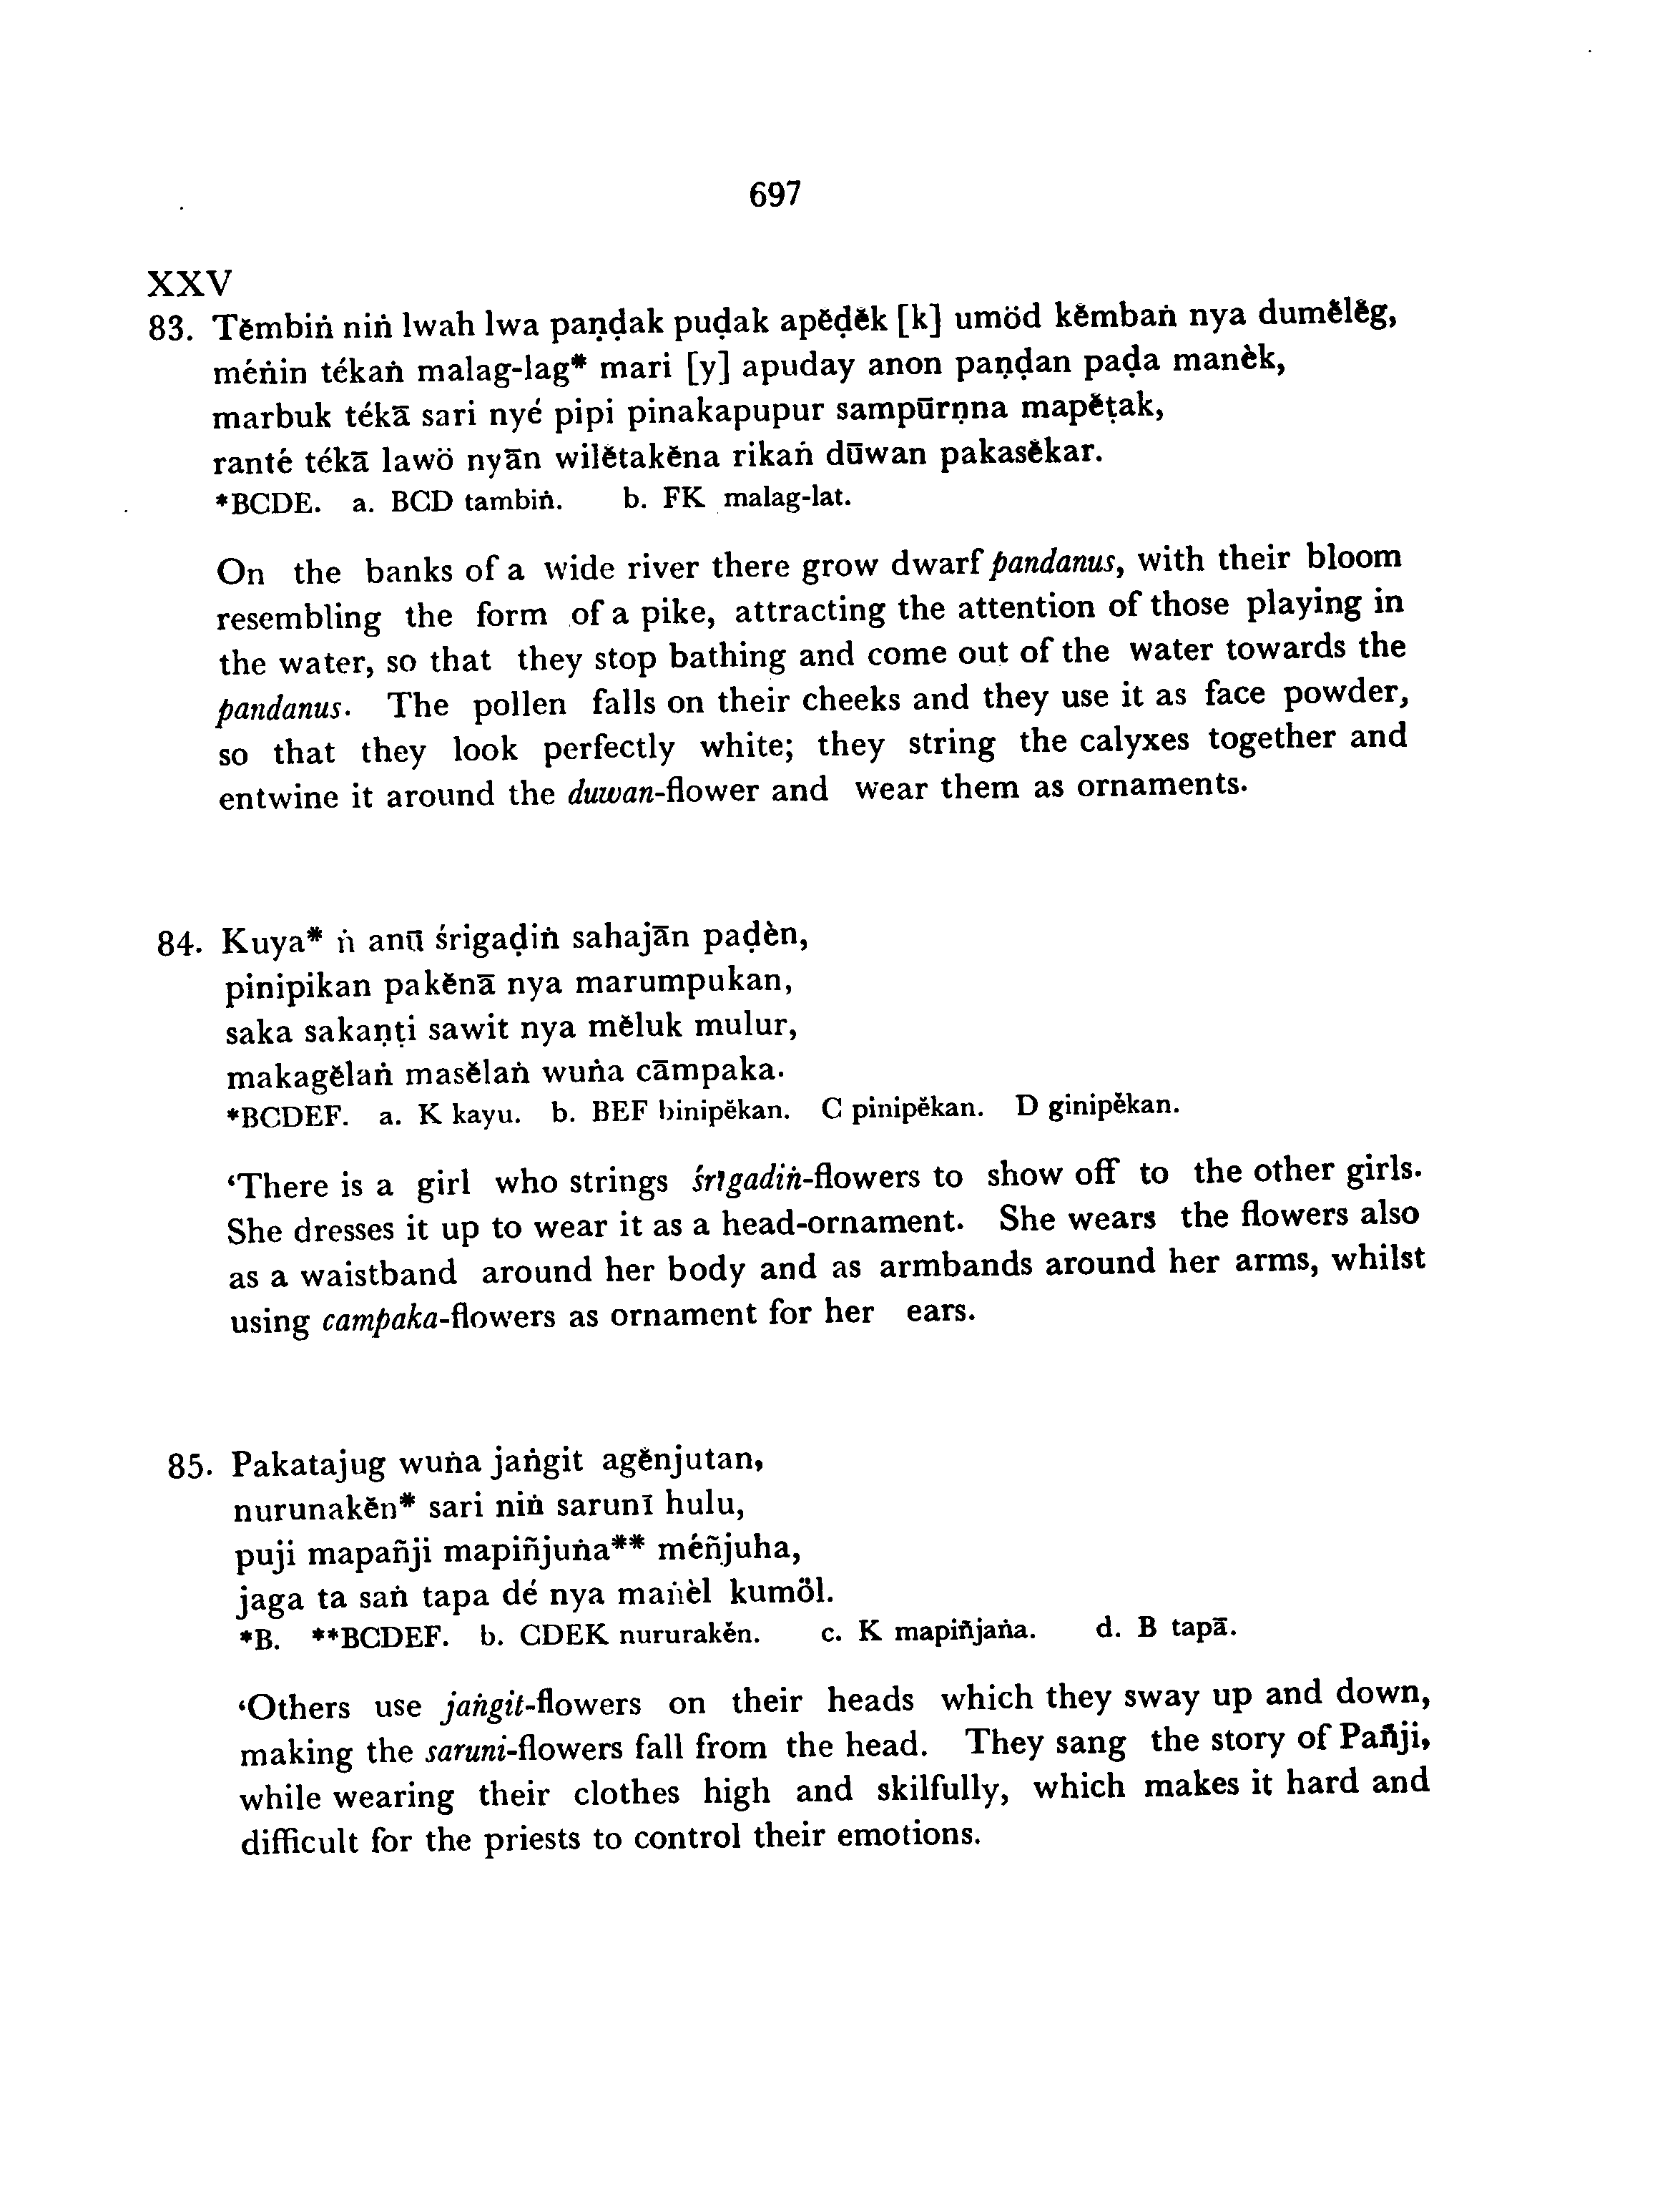 697
XXV
83. Tĕmbiṅ niṅ lwah lwa paṇḍak puḍak apĕḍĕk [k] umöd kĕmbaṅ nya dumĕlĕg,
méṅin tékaṅ malag-lag* mari [y] apuday anon paṇḍan paḍa manèk,
marbuk tékā sari nyé pipi pinakapupur sampūrṇna mapĕṭak,
ranté tékā lawö nyān wilĕtakĕna rikaṅ dūwan pakasĕkar.
*BCDE. a. BCD tambiṅ. b. FK malag-lat.
On the banks of a wide river there grow dwarf pandanus, with their bloom
resembling the form of a pike, attracting the attention of those playing in
the water, so that they stop bathing and come out of the water towards the
pandanus. The pollen falls on their cheeks and they use it as face powder,
so that they look perfectly white; they string the calyxes together and
entwine it around the duwan-flower and wear them as ornaments.
84. Kuya* ṅ anū śrigaḍiṅ sahajān paḍèn,
pinipikan pakĕnā nya marumpukan,
saka sakaṇṭi sawit nya mĕluk mulur,
makagĕlaṅ masĕlaṅ wuṅa cāmpaka.
*BCDEF. a. K kayu. b. BEF binipĕkan. C pinipĕkan. D ginipĕkan.
‘There is a girl who strings śrigadiṅ-flowers to show off to the other girls.
She dresses it up to wear it as a head-ornament. She wears the flowers also
as a waistband around her body and as armbands around her arms, whilst
using campaka-flowers as ornament for her ears.
85. Pakatajug wuṅa jaṅgit agĕnjutan,
nurunakĕn* sari niṅ sarunī hulu,
puji mapañji mapiñjuṅa** méñjuha,
jaga ta saṅ tapa dé nya maṅèl kumöl.
*B. **BCDEF. b. CDEK nururakĕn. c. K mapiñjaṅa. d. B tapā.
‘Others use jaṅgit-flowers on their heads which they sway up and down,
making the saruni-flowers fall from the head. They sang the story of Pañji,
while wearing their clothes high and skilfully, which makes it hard and
difficult for the priests to control their emotions.